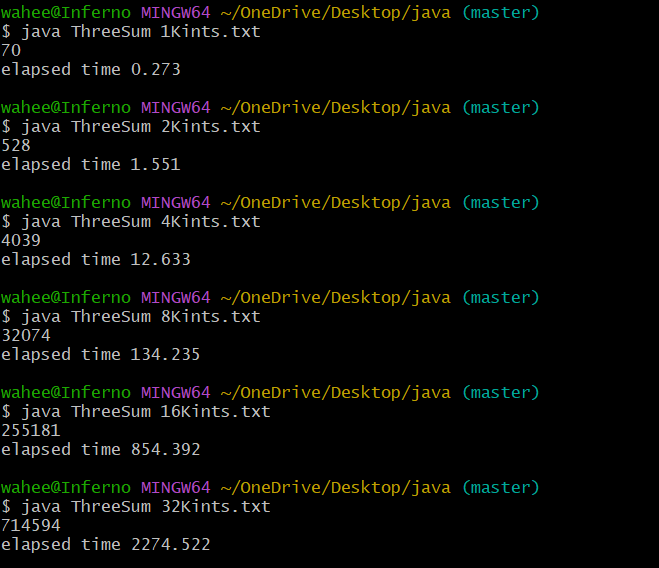 wahee@Inferno MINGW64 ~/OneDrive/Desktop/java (master)
$ java ThreeSum 1Kints.txt
70
elapsed time 0.273
wahee@Inferno MINGW64 ~/OneDrive/Desktop/java (master)
$ java ThreeSum 2Kints.txt
528
elapsed time 1.551
wahee@Inferno MINGW64 ~/OneDrive/Desktop/java (master)
$ java ThreeSum 4Kints.txt
4039
elapsed time 12.633
wahee@Inferno MINGW64 ~/OneDrive/Desktop/java (master)
$ java ThreeSum 8Kints.txt
32074
elapsed time 134.235
wahee@Inferno MINGW64 ~/OneDrive/Desktop/java (master)
$ java ThreeSum 16Kints.txt
255181
elapsed time 854.392
wahee@Inferno MINGW64 ~/OneDrive/Desktop/java (master)
$ java ThreeSum 32Kints.txt
714594
elapsed time 2274.522